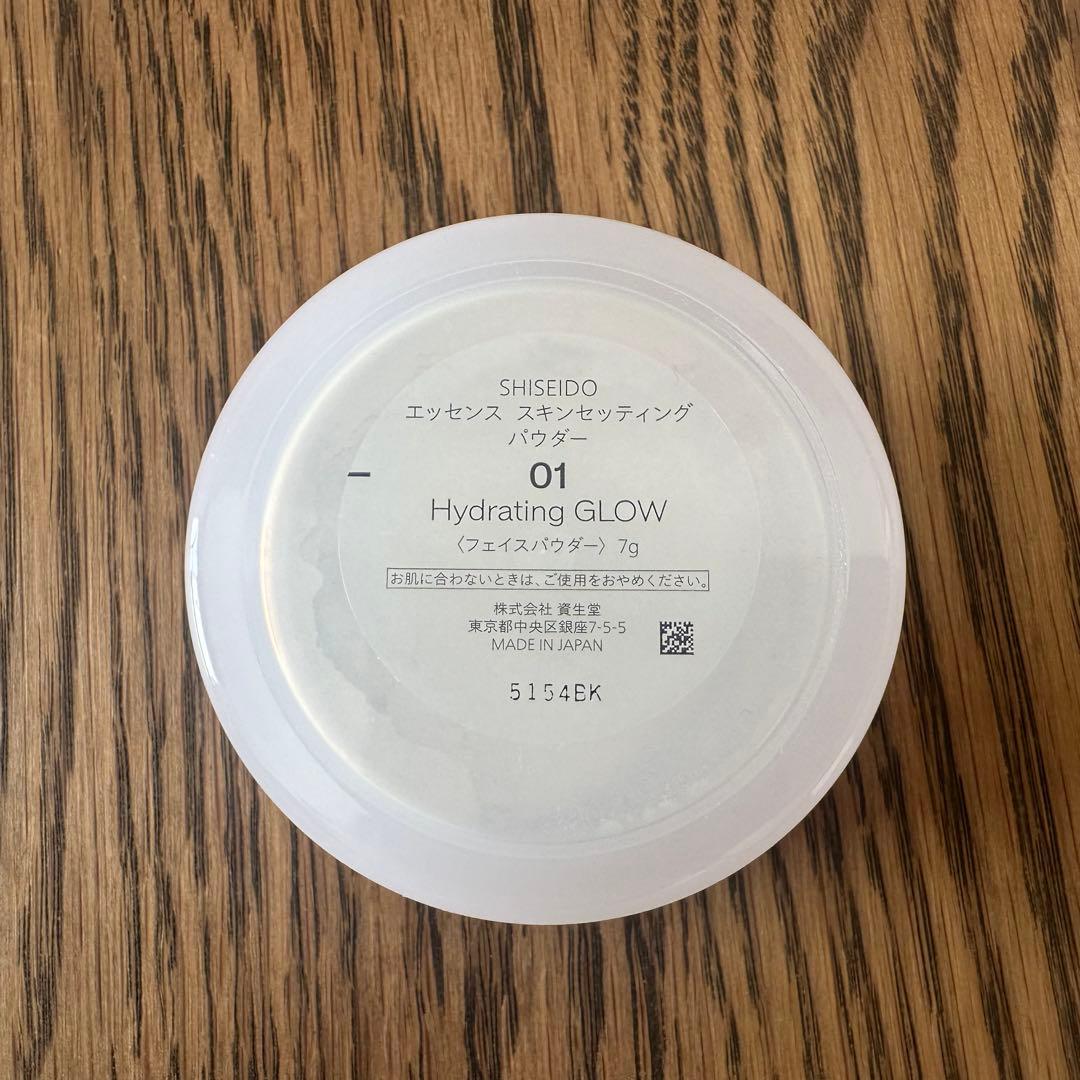 SHISEIDO
エッセンス スキンセッティング
パウダー
01
Hydrating GLOW
〈フェイスパウダー〉 7g
お肌に合わないときは、ご使用をおやめください。
株式会社 資生堂
東京都中央区銀座7-5-5
MADE IN JAPAN
5154BK